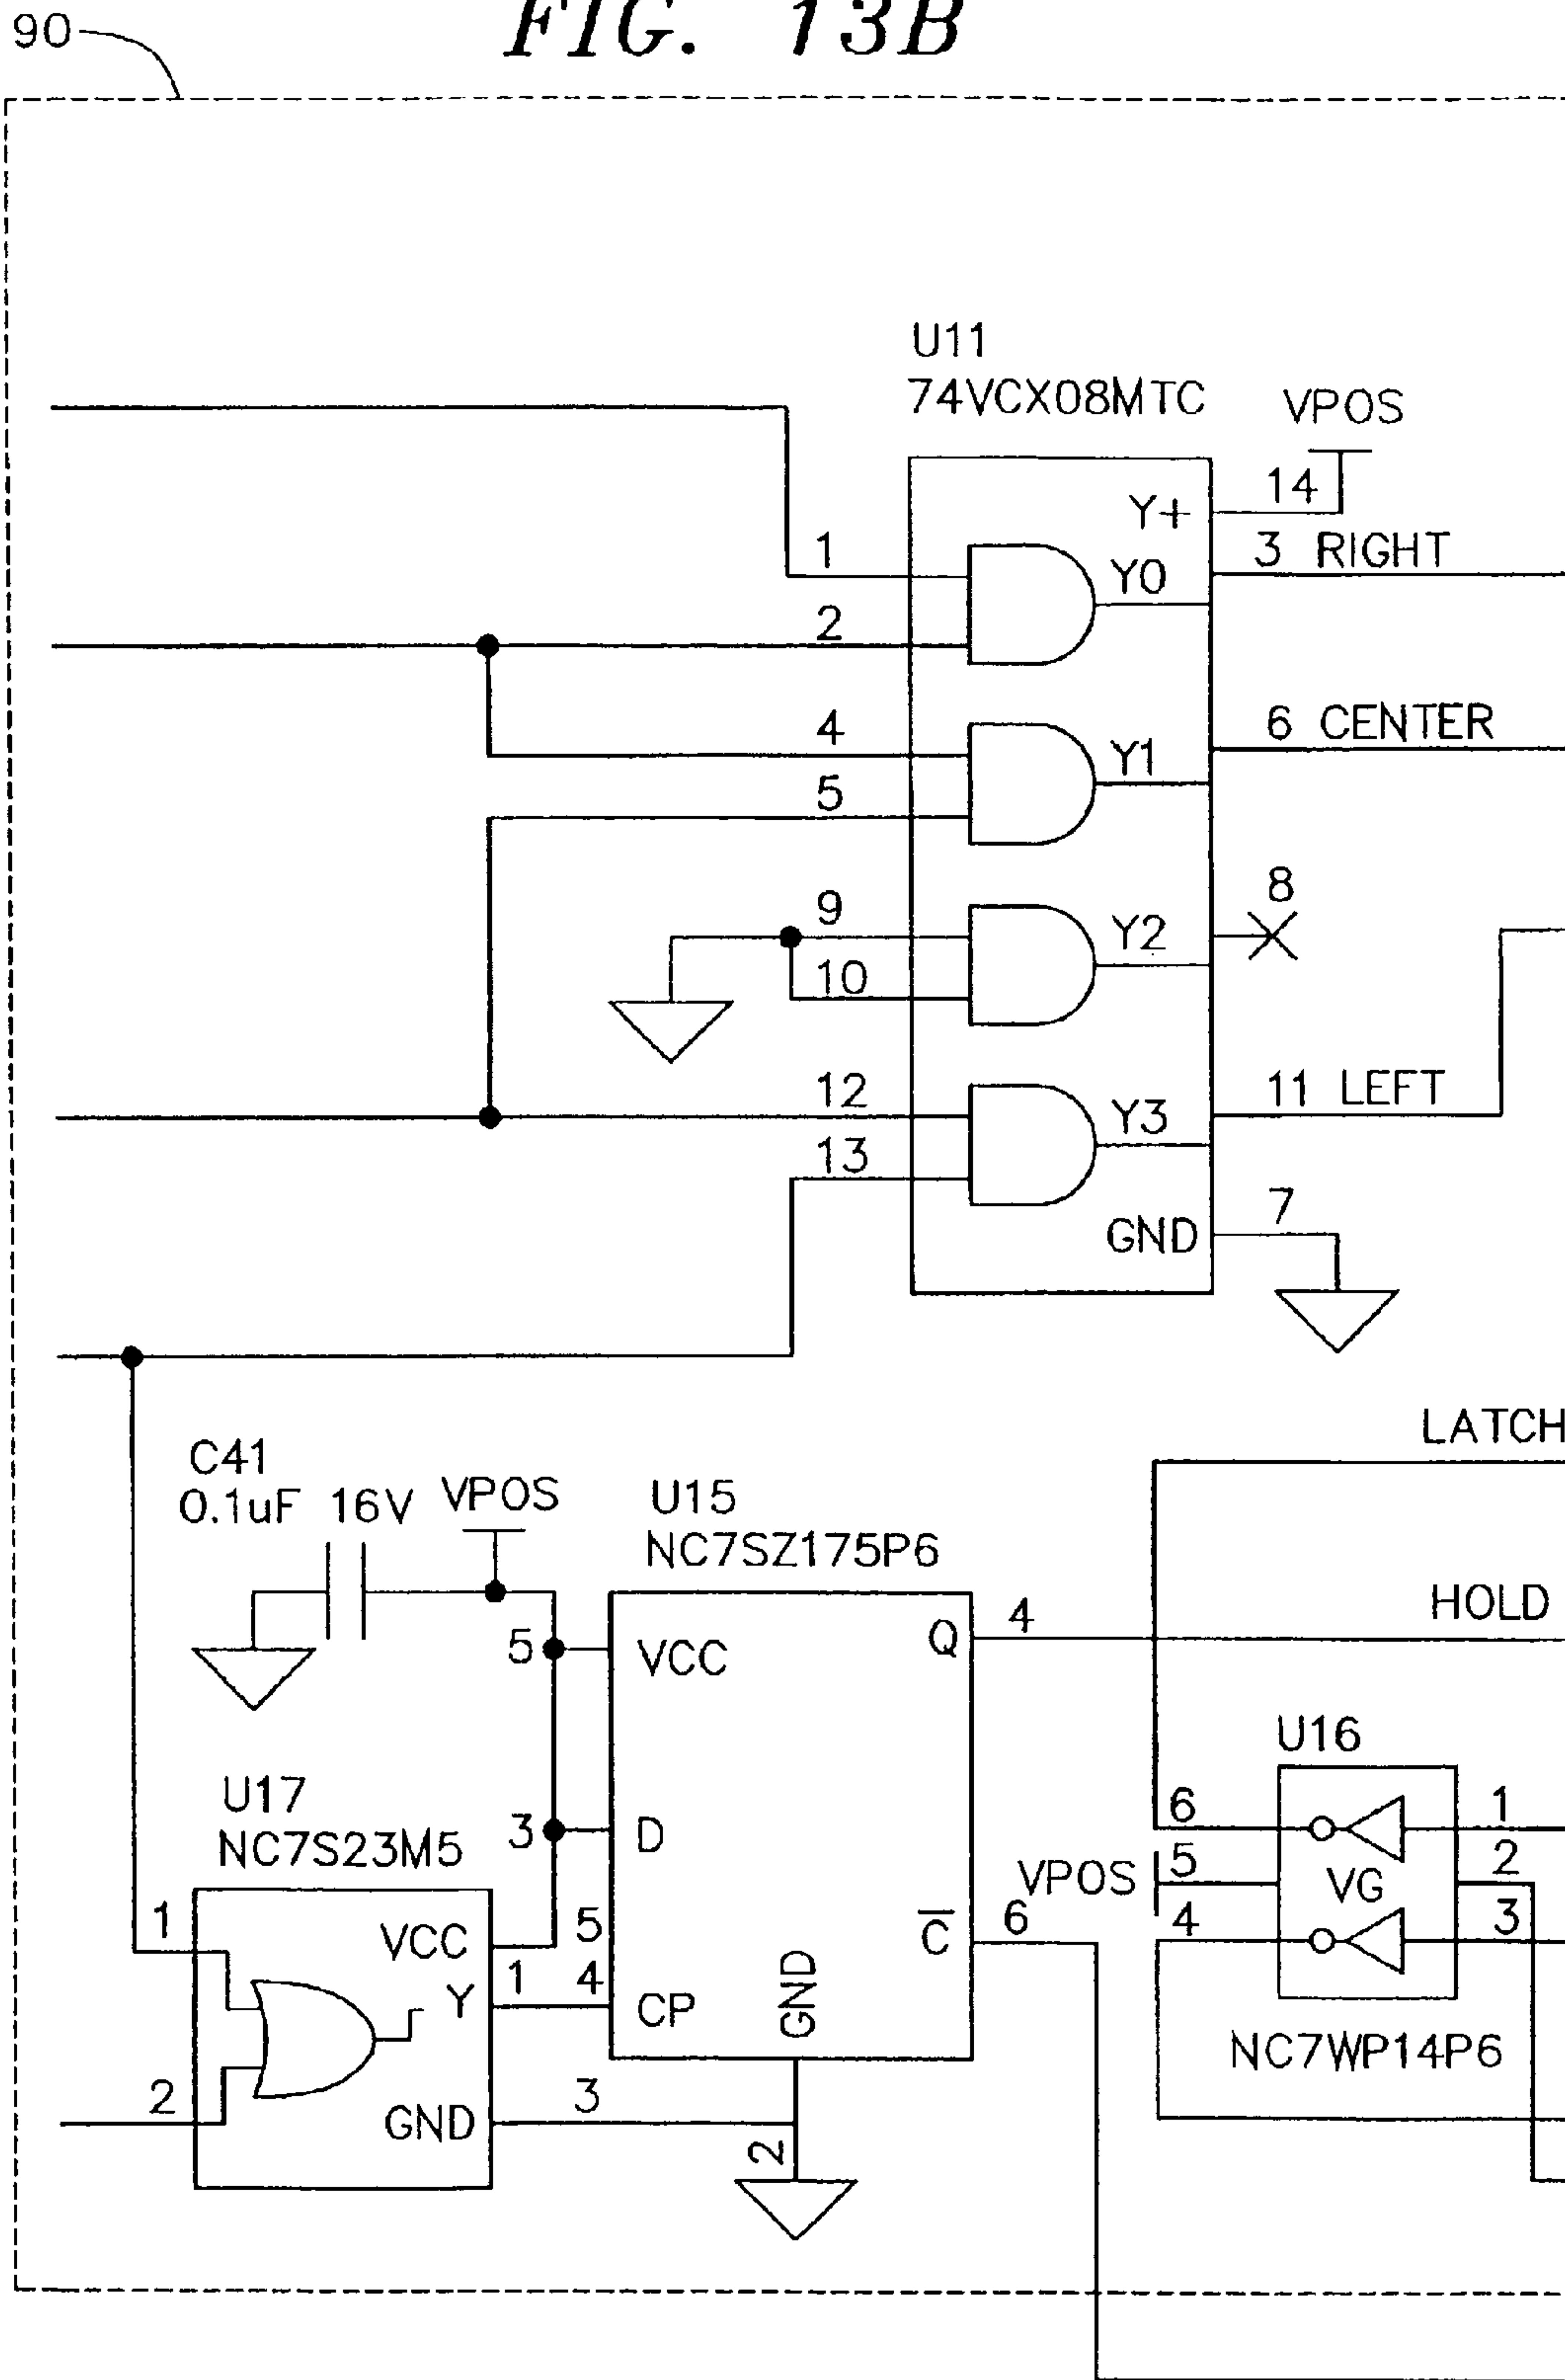 FIG. 13B
90
U11
74VCX08MTC
VPOS
14
Y+
1
3 RIGHT
Y0
2
4
6 CENTER
Y1
5
8
9
Y2
10
12
11 LEFT
Y3
13
7
GND
LATCH
C41
0.1uF 16V
VPOS
U15
NC7SZ175P6
HOLD
4
Q
5
VCC
U16
U17
NC7S23M5
3
D
6
1
VPOS
5
VG
2
4
3
1
VCC
5
C
6
Y
1
4
CP
GND
NC7WP14P6
2
GND
3
2